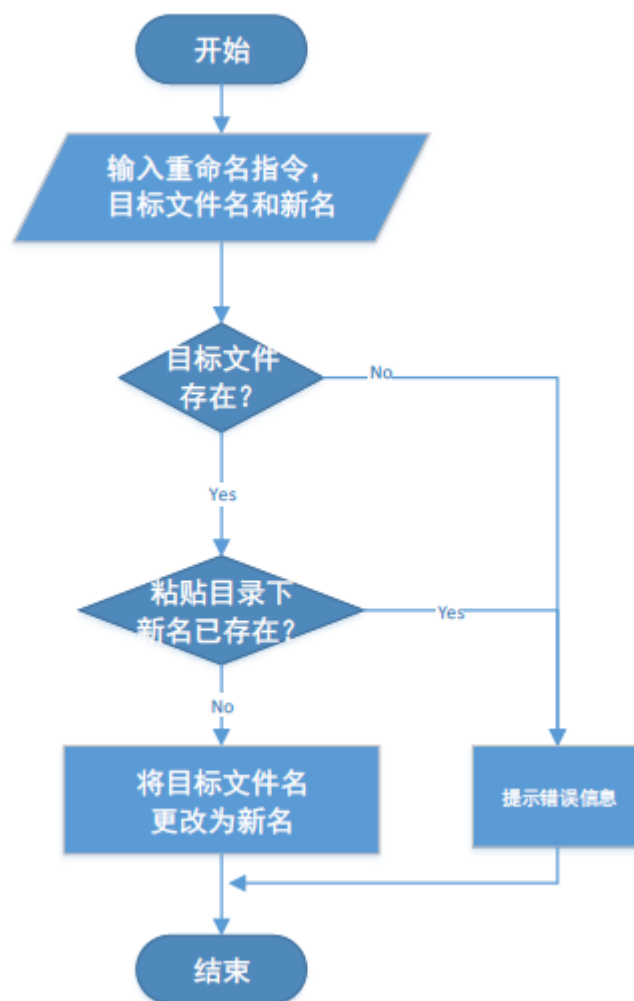 开始
输入重命名指令，
目标文件名和新名
目标文件
存在？
No
Yes
粘贴目录下
新名已存在？
Yes
No
将目标文件名
更改为新名
提示错误信息
结束